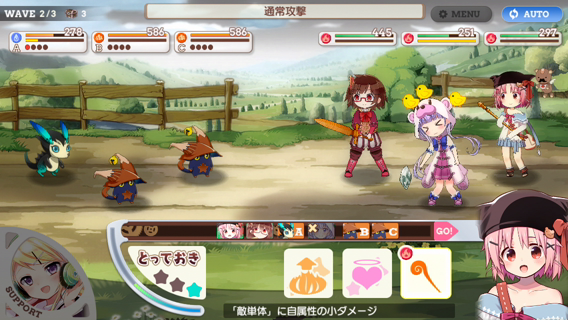 WAVE 2/3
3
通常攻撃
MENU
AUTO
278
586
586
A
B
C
445
251
297
A
B
C
GO!
とっておき
SUPPORT
「敵単体」に自属性の小ダメージ